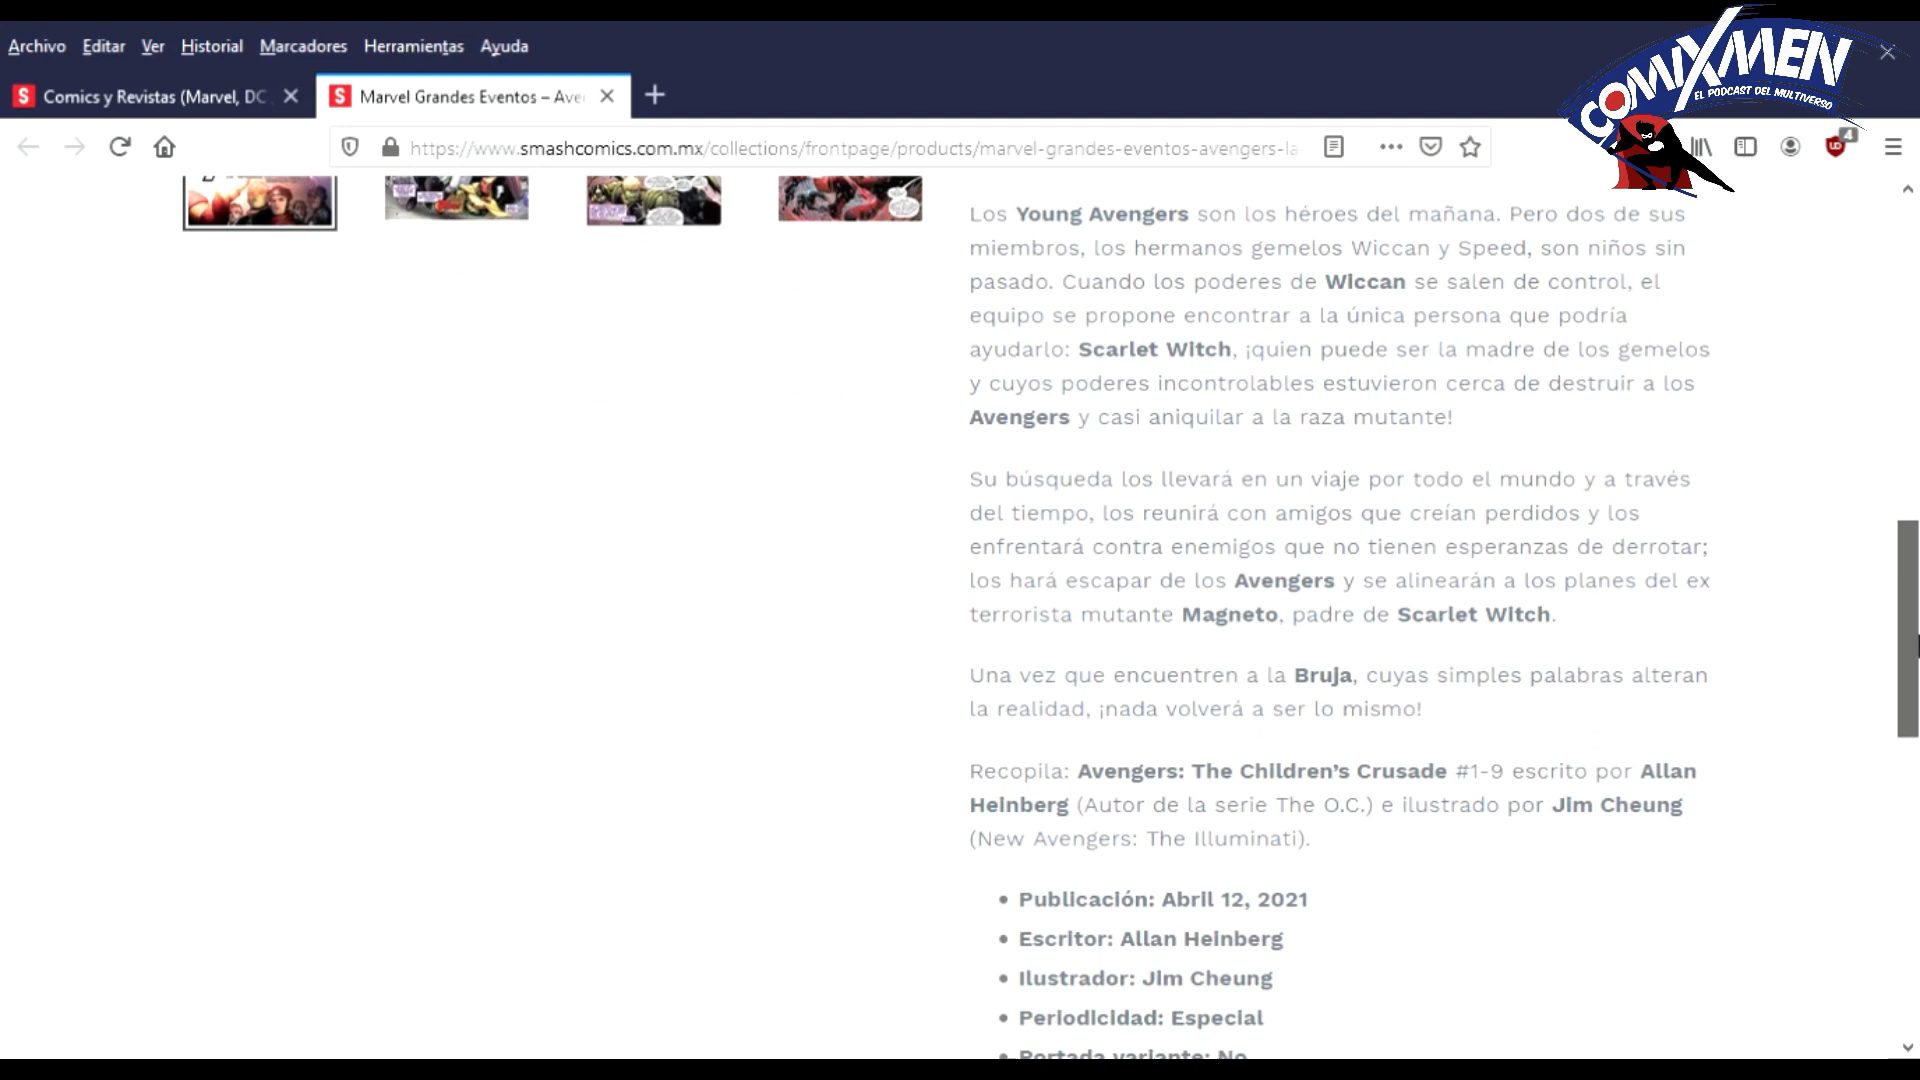 Archivo Editar Ver Historial Marcadores Herramientas Ayuda
COMIXMEN
EL PODCAST DEL MULTIVERSO
S Comics y Revistas (Marvel, DC
S Marvel Grandes Eventos – Ave
https://www.smashcomics.com.mx/collections/frontpage/products/marvel-grandes-eventos-avengers-la-
4
Los Young Avengers son los héroes del mañana. Pero dos de sus
miembros, los hermanos gemelos Wiccan y Speed, son niños sin
pasado. Cuando los poderes de Wiccan se salen de control, el
equipo se propone encontrar a la única persona que podría
ayudarlo: Scarlet Witch, ¡quien puede ser la madre de los gemelos
y cuyos poderes incontrolables estuvieron cerca de destruir a los
Avengers y casi aniquilar a la raza mutante!
Su búsqueda los llevará en un viaje por todo el mundo y a través
del tiempo, los reunirá con amigos que creían perdidos y los
enfrentará contra enemigos que no tienen esperanzas de derrotar;
los hará escapar de los Avengers y se alinearán a los planes del ex
terrorista mutante Magneto, padre de Scarlet Witch.
Una vez que encuentren a la Bruja, cuyas simples palabras alteran
la realidad, ¡nada volverá a ser lo mismo!
Recopila: Avengers: The Children’s Crusade #1-9 escrito por Allan
Heinberg (Autor de la serie The O.C.) e ilustrado por Jim Cheung
(New Avengers: The Illuminati).
• Publicación: Abril 12, 2021
• Escritor: Allan Heinberg
• Ilustrador: Jim Cheung
• Periodicidad: Especial
• Portada variante: No